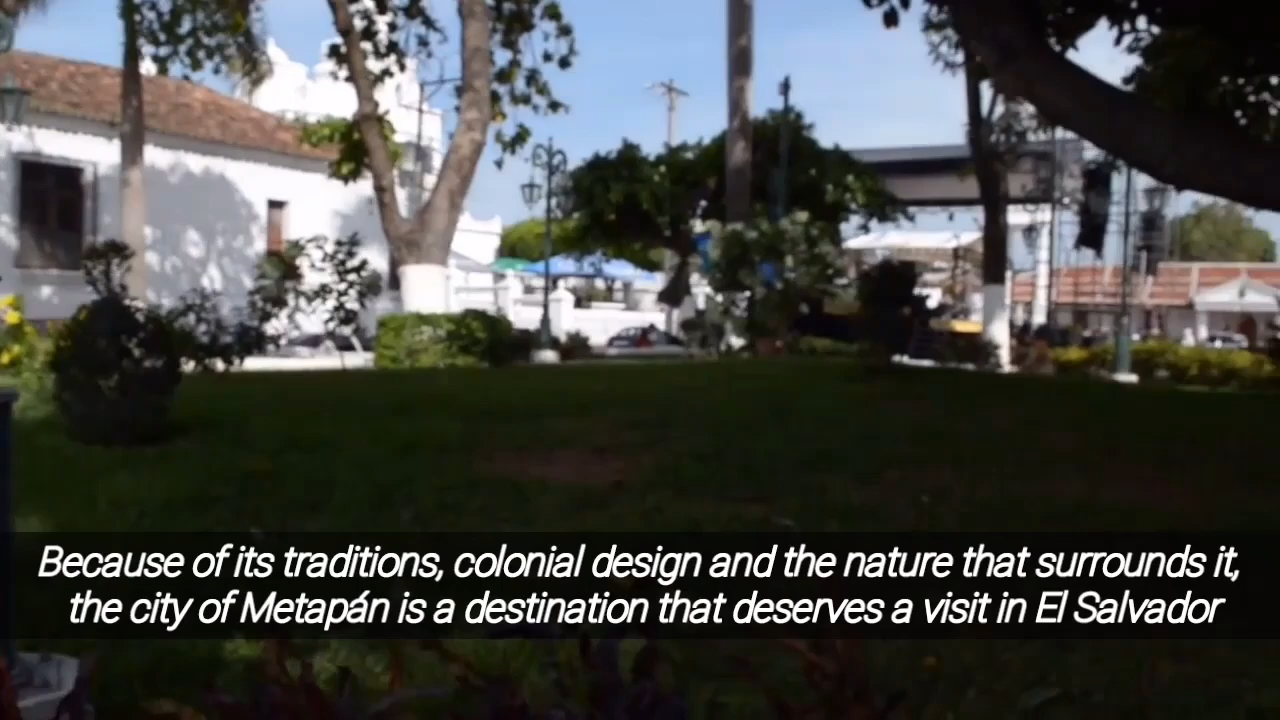 Because of its traditions, colonial design and the nature that surrounds it,
the city of Metapán is a destination that deserves a visit in El Salvador